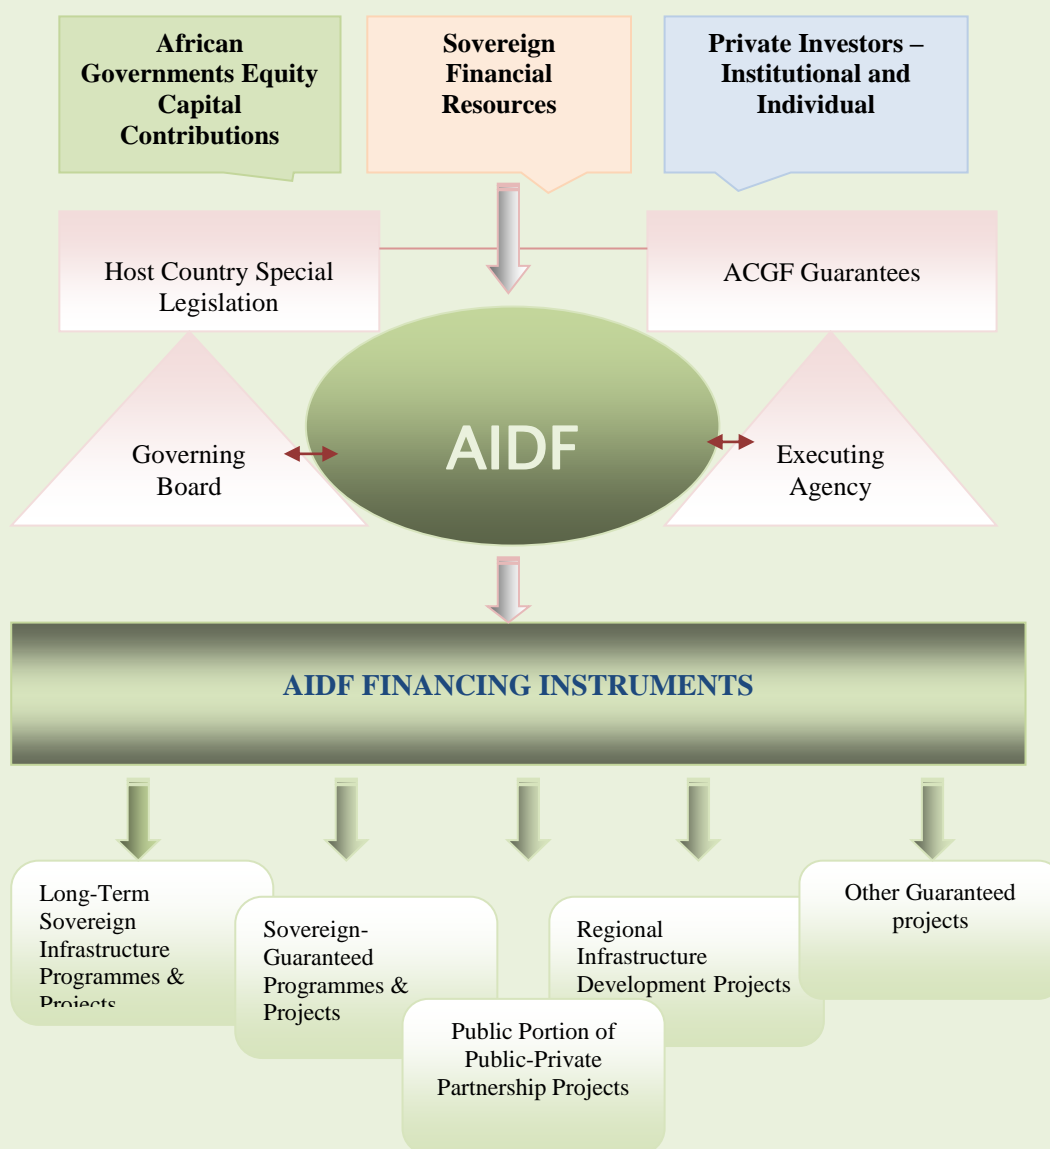 African
Governments Equity
Capital
Contributions
Sovereign
Financial
Resources
Private Investors –
Institutional and
Individual
Host Country Special
Legislation
ACGF Guarantees
Governing
Board
AIDF
Executing
Agency
AIDF FINANCING INSTRUMENTS
Long-Term
Sovereign
Infrastructure
Programmes &
Projects
Sovereign-
Guaranteed
Programmes &
Projects
Public Portion of
Public-Private
Partnership Projects
Regional
Infrastructure
Development Projects
Other Guaranteed
projects